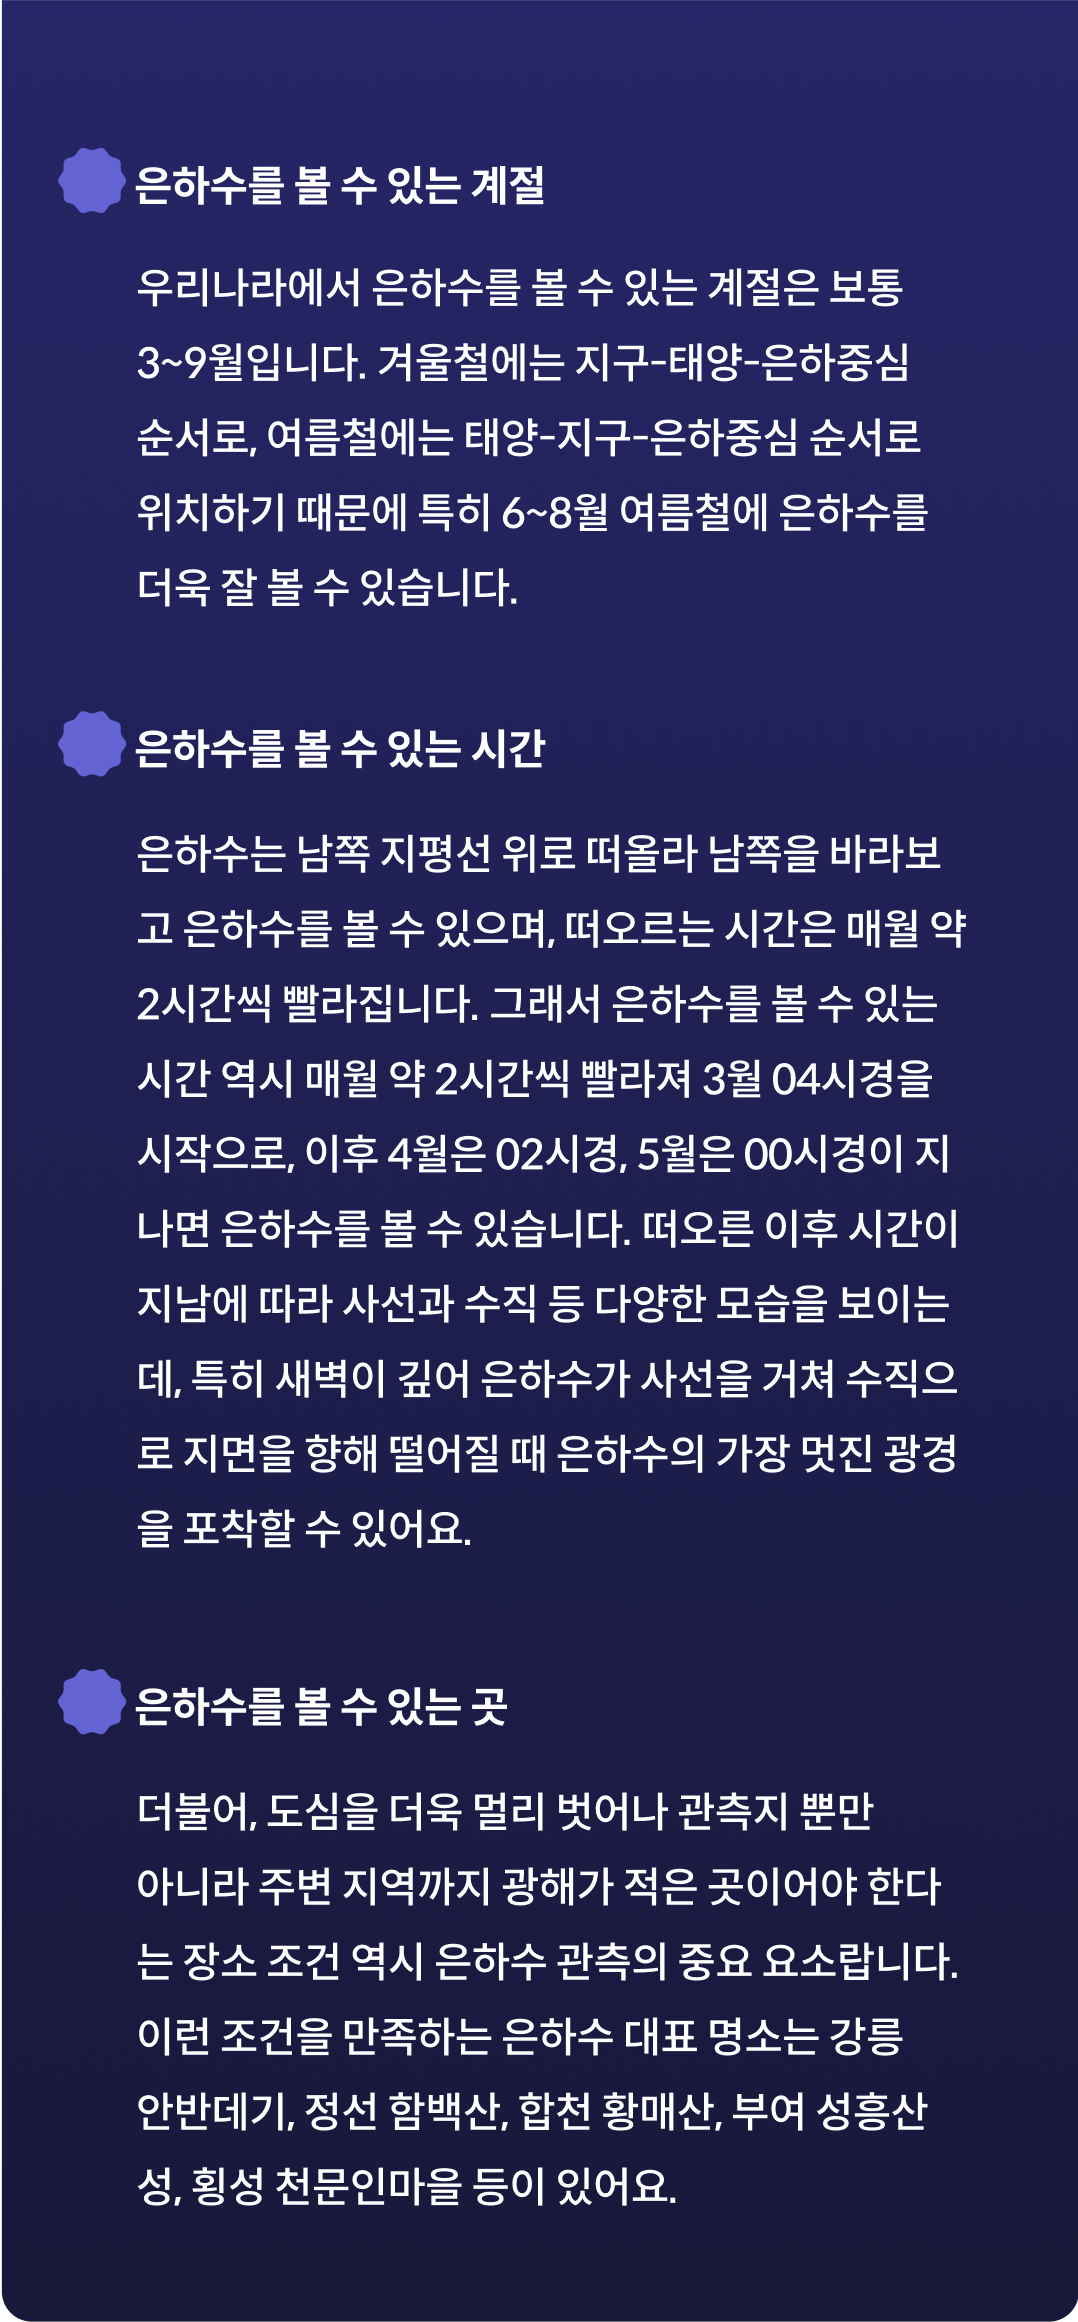 은하수를 볼 수 있는 계절
우리나라에서 은하수를 볼 수 있는 계절은 보통
3~9월입니다. 겨울철에는 지구-태양-은하중심
순서로, 여름철에는 태양-지구-은하중심 순서로
위치하기 때문에 특히 6~8월 여름철에 은하수를
더욱 잘 볼 수 있습니다.
은하수를 볼 수 있는 시간
은하수는 남쪽 지평선 위로 떠올라 남쪽을 바라보
고 은하수를 볼 수 있으며, 떠오르는 시간은 매월 약
2시간씩 빨라집니다. 그래서 은하수를 볼 수 있는
시간 역시 매월 약 2시간씩 빨라져 3월 04시경을
시작으로, 이후 4월은 02시경, 5월은 00시경이 지
나면 은하수를 볼 수 있습니다. 떠오른 이후 시간이
지남에 따라 사선과 수직 등 다양한 모습을 보이는
데, 특히 새벽이 깊어 은하수가 사선을 거쳐 수직으
로 지면을 향해 떨어질 때 은하수의 가장 멋진 광경
을 포착할 수 있어요.
은하수를 볼 수 있는 곳
더불어, 도심을 더욱 멀리 벗어나 관측지 뿐만
아니라 주변 지역까지 광해가 적은 곳이어야 한다
는 장소 조건 역시 은하수 관측의 중요 요소랍니다.
이런 조건을 만족하는 은하수 대표 명소는 강릉
안반데기, 정선 함백산, 합천 황매산, 부여 성흥산
성, 횡성 천문인마을 등이 있어요.